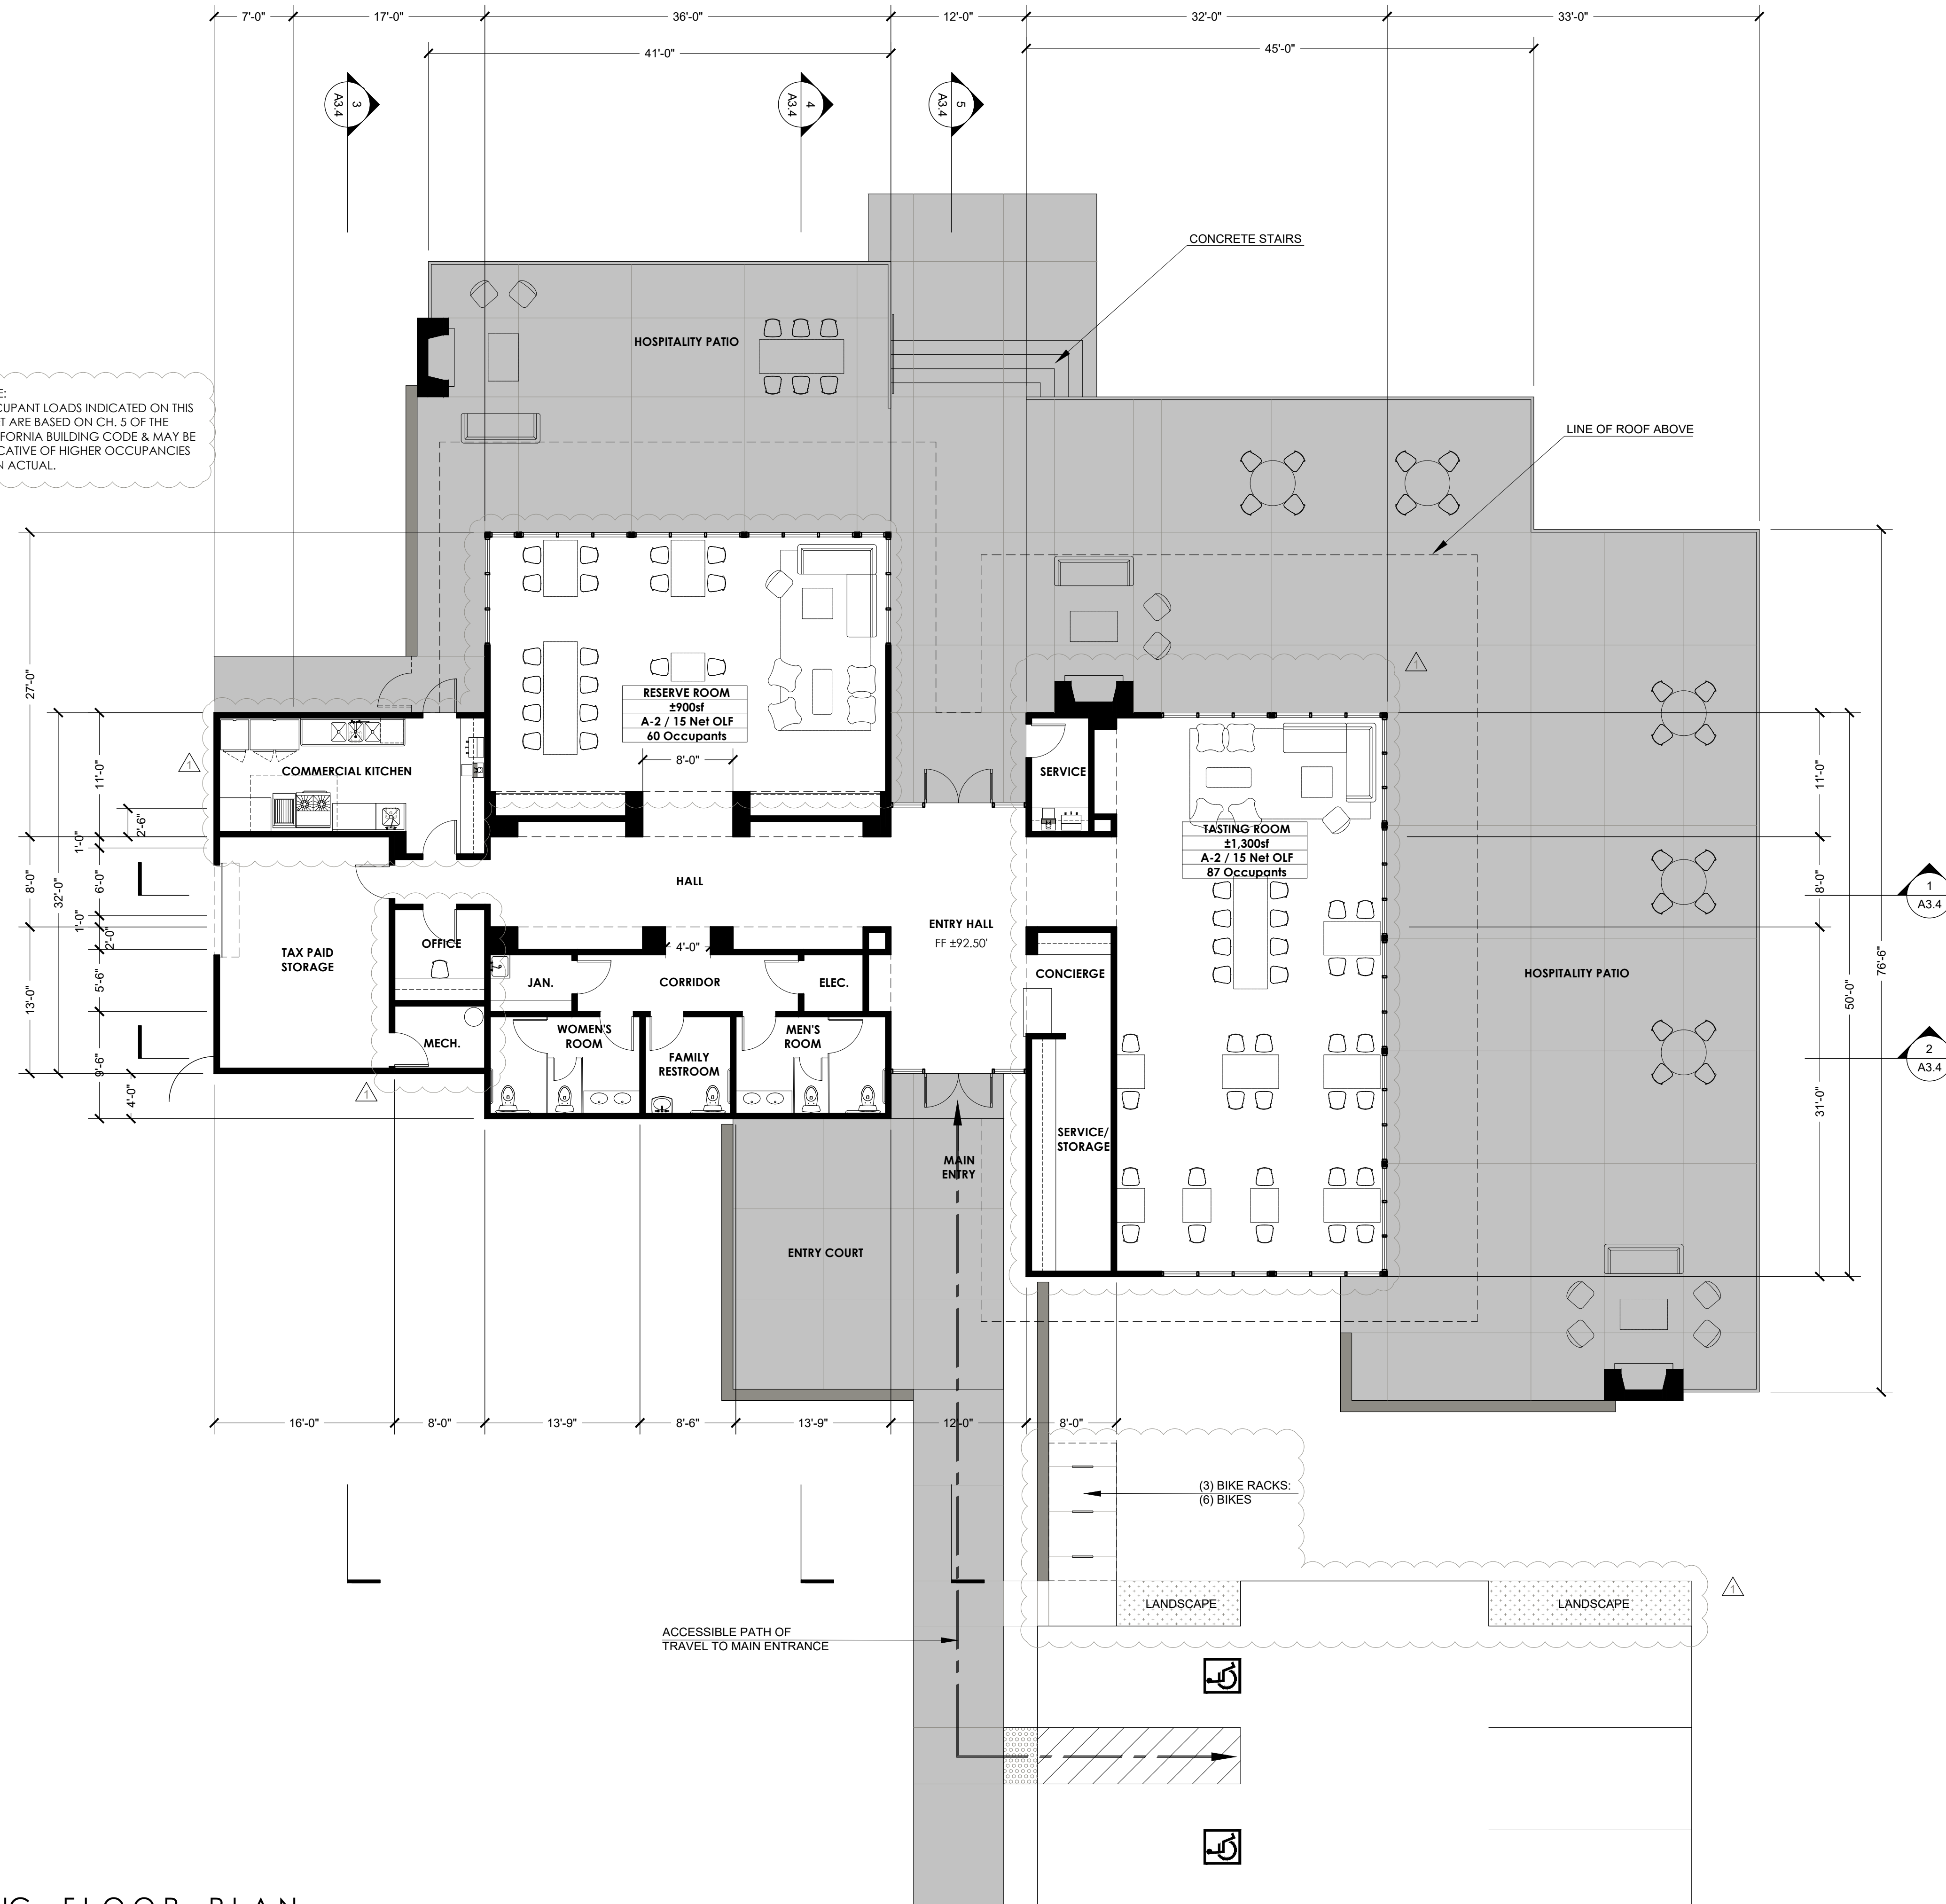 7'-0"
17'-0"
36'-0"
12'-0"
32'-0"
33'-0"
41'-0"
45'-0"
3
A3.4
4
A3.4
5
A3.4
CONCRETE STAIRS
HOSPITALITY PATIO
CUPANT LOADS INDICATED ON THIS
T ARE BASED ON CH. 5 OF THE
IFORNIA BUILDING CODE & MAY BE
ICATIVE OF HIGHER OCCUPANCIES
N ACTUAL.
LINE OF ROOF ABOVE
27'-0"
8'-0"
13'-0"
32'-0"
11'-0"
1'-0"
6'-0"
1'-0"
5'-6"
9'-6"
2'-6"
2'-0"
4'-0"
1
RESERVE ROOM
±900sf
A-2 / 15 Net OLF
60 Occupants
8'-0"
COMMERCIAL KITCHEN
1
SERVICE
TASTING ROOM
±1,300sf
A-2 / 15 Net OLF
87 Occupants
11'-0"
8'-0"
31'-0"
50'-0"
76'-6"
1
A3.4
2
A3.4
HALL
ENTRY HALL
FF ±92.50'
OFFICE
4'-0"
TAX PAID
STORAGE
JAN.
CORRIDOR
ELEC.
CONCIERGE
HOSPITALITY PATIO
MECH.
WOMEN'S
ROOM
FAMILY
RESTROOM
MEN'S
ROOM
1
SERVICE/
STORAGE
MAIN
ENTRY
ENTRY COURT
16'-0"
8'-0"
13'-9"
8'-6"
13'-9"
12'-0"
8'-0"
(3) BIKE RACKS:
(6) BIKES
LANDSCAPE
LANDSCAPE
1
ACCESSIBLE PATH OF
TRAVEL TO MAIN ENTRANCE
FLOOR PLAN